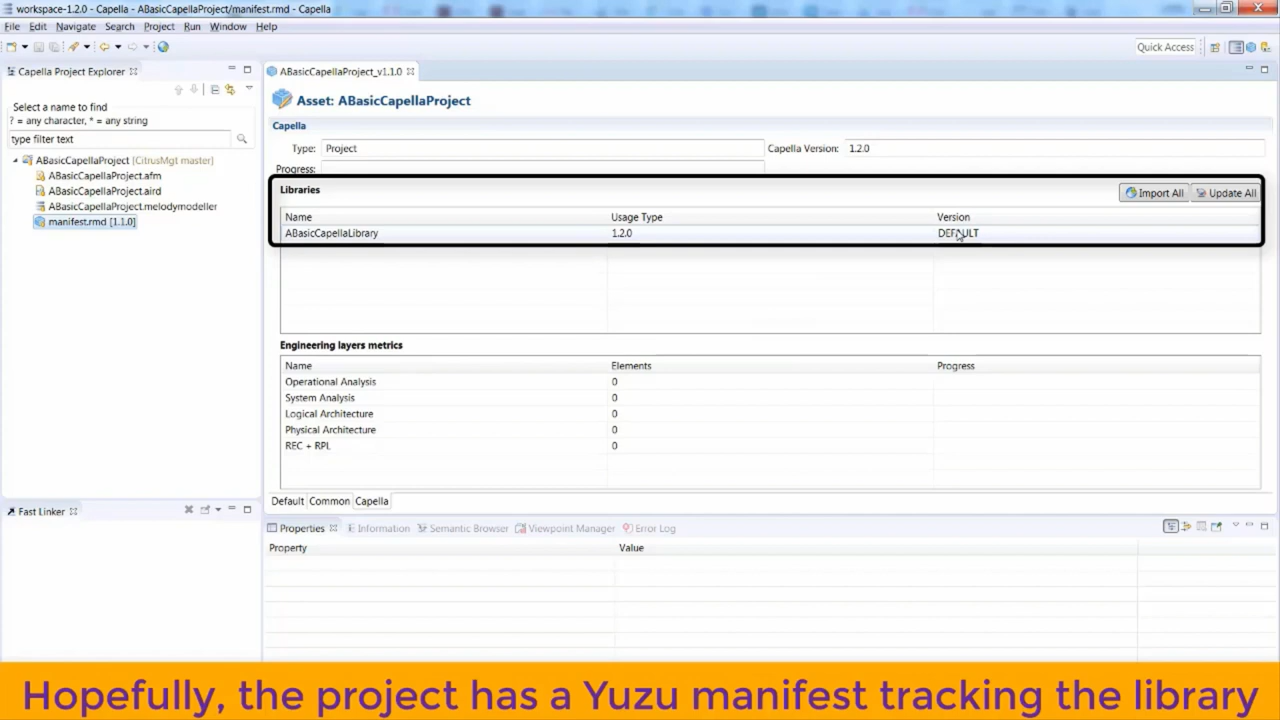 workspace-1.2.0 - Capella - ABasicCapellaProject/manifest.rmd - Capella
File Edit Navigate Search Project Run Window Help
Quick Access
Capella Project Explorer
Select a name to find
? = any character, * = any string
type filter text
ABasicCapellaProject [CitrusMgt master]
ABasicCapellaProject.afm
ABasicCapellaProject.aird
ABasicCapellaProject.melodymodeller
manifest.rmd [1.1.0]
Fast Linker
ABasicCapellaProject_v1.1.0
Asset: ABasicCapellaProject
Capella
Type: Project Capella Version: 1.2.0
Progress:
Libraries Import All Update All
Name Usage Type Version
ABasicCapellaLibrary 1.2.0 DEFAULT
Engineering layers metrics
Name Elements Progress
Operational Analysis 0
System Analysis 0
Logical Architecture 0
Physical Architecture 0
REC + RPL 0
Default Common Capella
Properties Information Semantic Browser Viewpoint Manager Error Log
Property Value
Hopefully, the project has a Yuzu manifest tracking the library